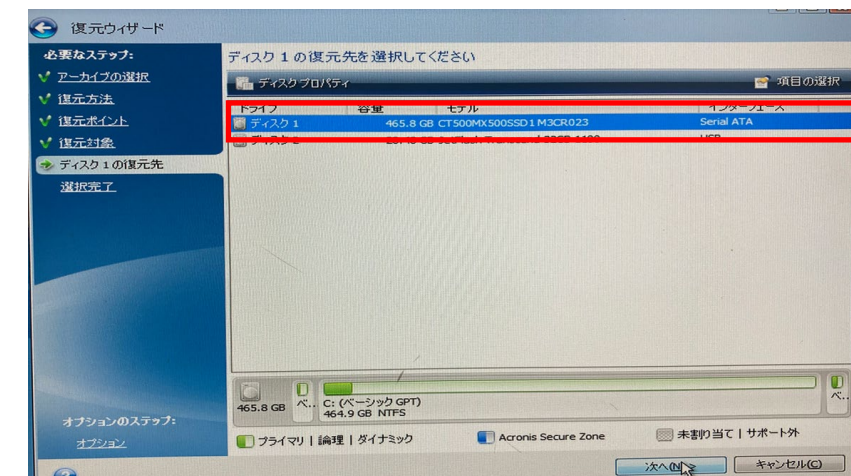 復元ウィザード
必要なステップ:
アーカイブの選択
復元方法
復元ポイント
復元対象
ディスク 1 の復元先
選択完了
オプションのステップ:
オプション
ディスク 1 の復元先を選択してください
ディスク プロパティ
項目の選択
ドライブ 容量 モデル インターフェース
ディスク 1 465.8 GB CT500MX500SSD1 M3CR023 Serial ATA
USB
465.8 GB
ベ..
C: (ベーシック GPT)
464.9 GB NTFS
ベ..
プライマリ | 論理 | ダイナミック
Acronis Secure Zone
未割り当て | サポート外
次へ(N) >
キャンセル(C)